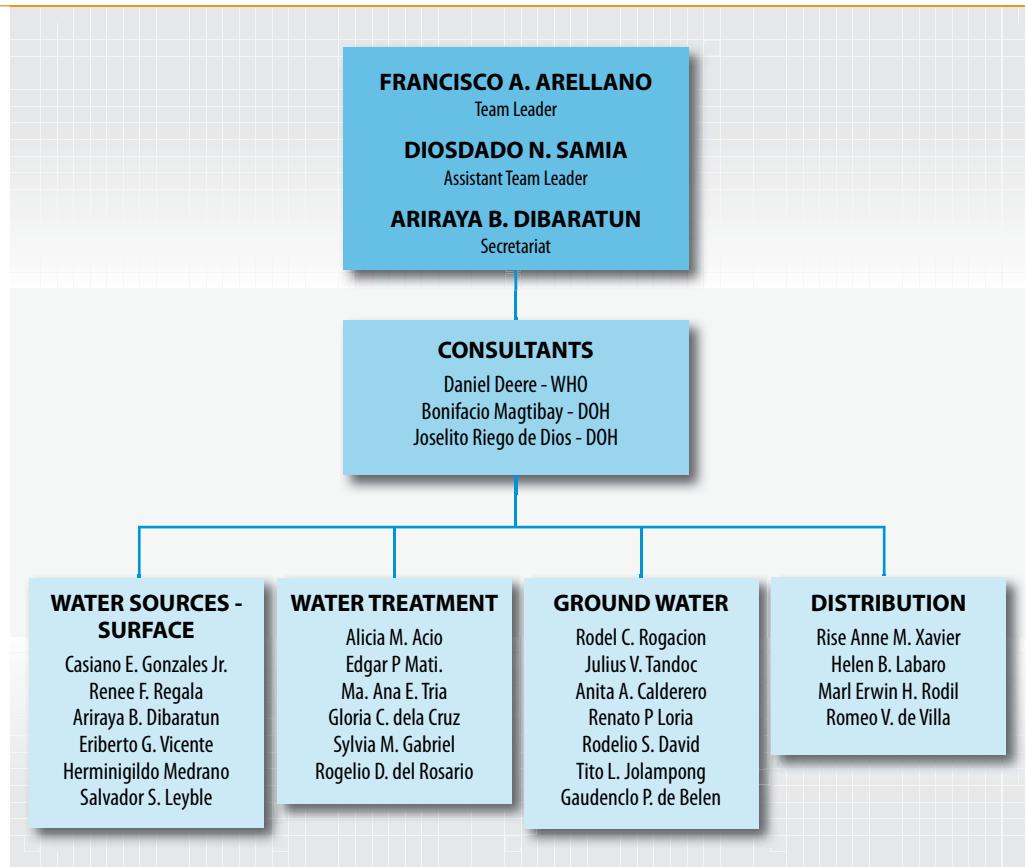 FRANCISCO A. ARELLANO
Team Leader
DIOSDADO N. SAMIA
Assistant Team Leader
ARIRAYA B. DIBARATUN
Secretariat
CONSULTANTS
Daniel Deere - WHO
Bonifacio Magtibay - DOH
Joselito Riego de Dios - DOH
WATER SOURCES -
SURFACE
Casiano E. Gonzales Jr.
Renee F. Regala
Ariraya B. Dibaratun
Eriberto G. Vicente
Herminigildo Medrano
Salvador S. Leyble
WATER TREATMENT
Alicia M. Acio
Edgar P Mati.
Ma. Ana E. Tria
Gloria C. dela Cruz
Sylvia M. Gabriel
Rogelio D. del Rosario
GROUND WATER
Rodel C. Rogacion
Julius V. Tandoc
Anita A. Calderero
Renato P Loria
Rodelio S. David
Tito L. Jolampong
Gaudenclo P. de Belen
DISTRIBUTION
Rise Anne M. Xavier
Helen B. Labaro
Marl Erwin H. Rodil
Romeo V. de Villa